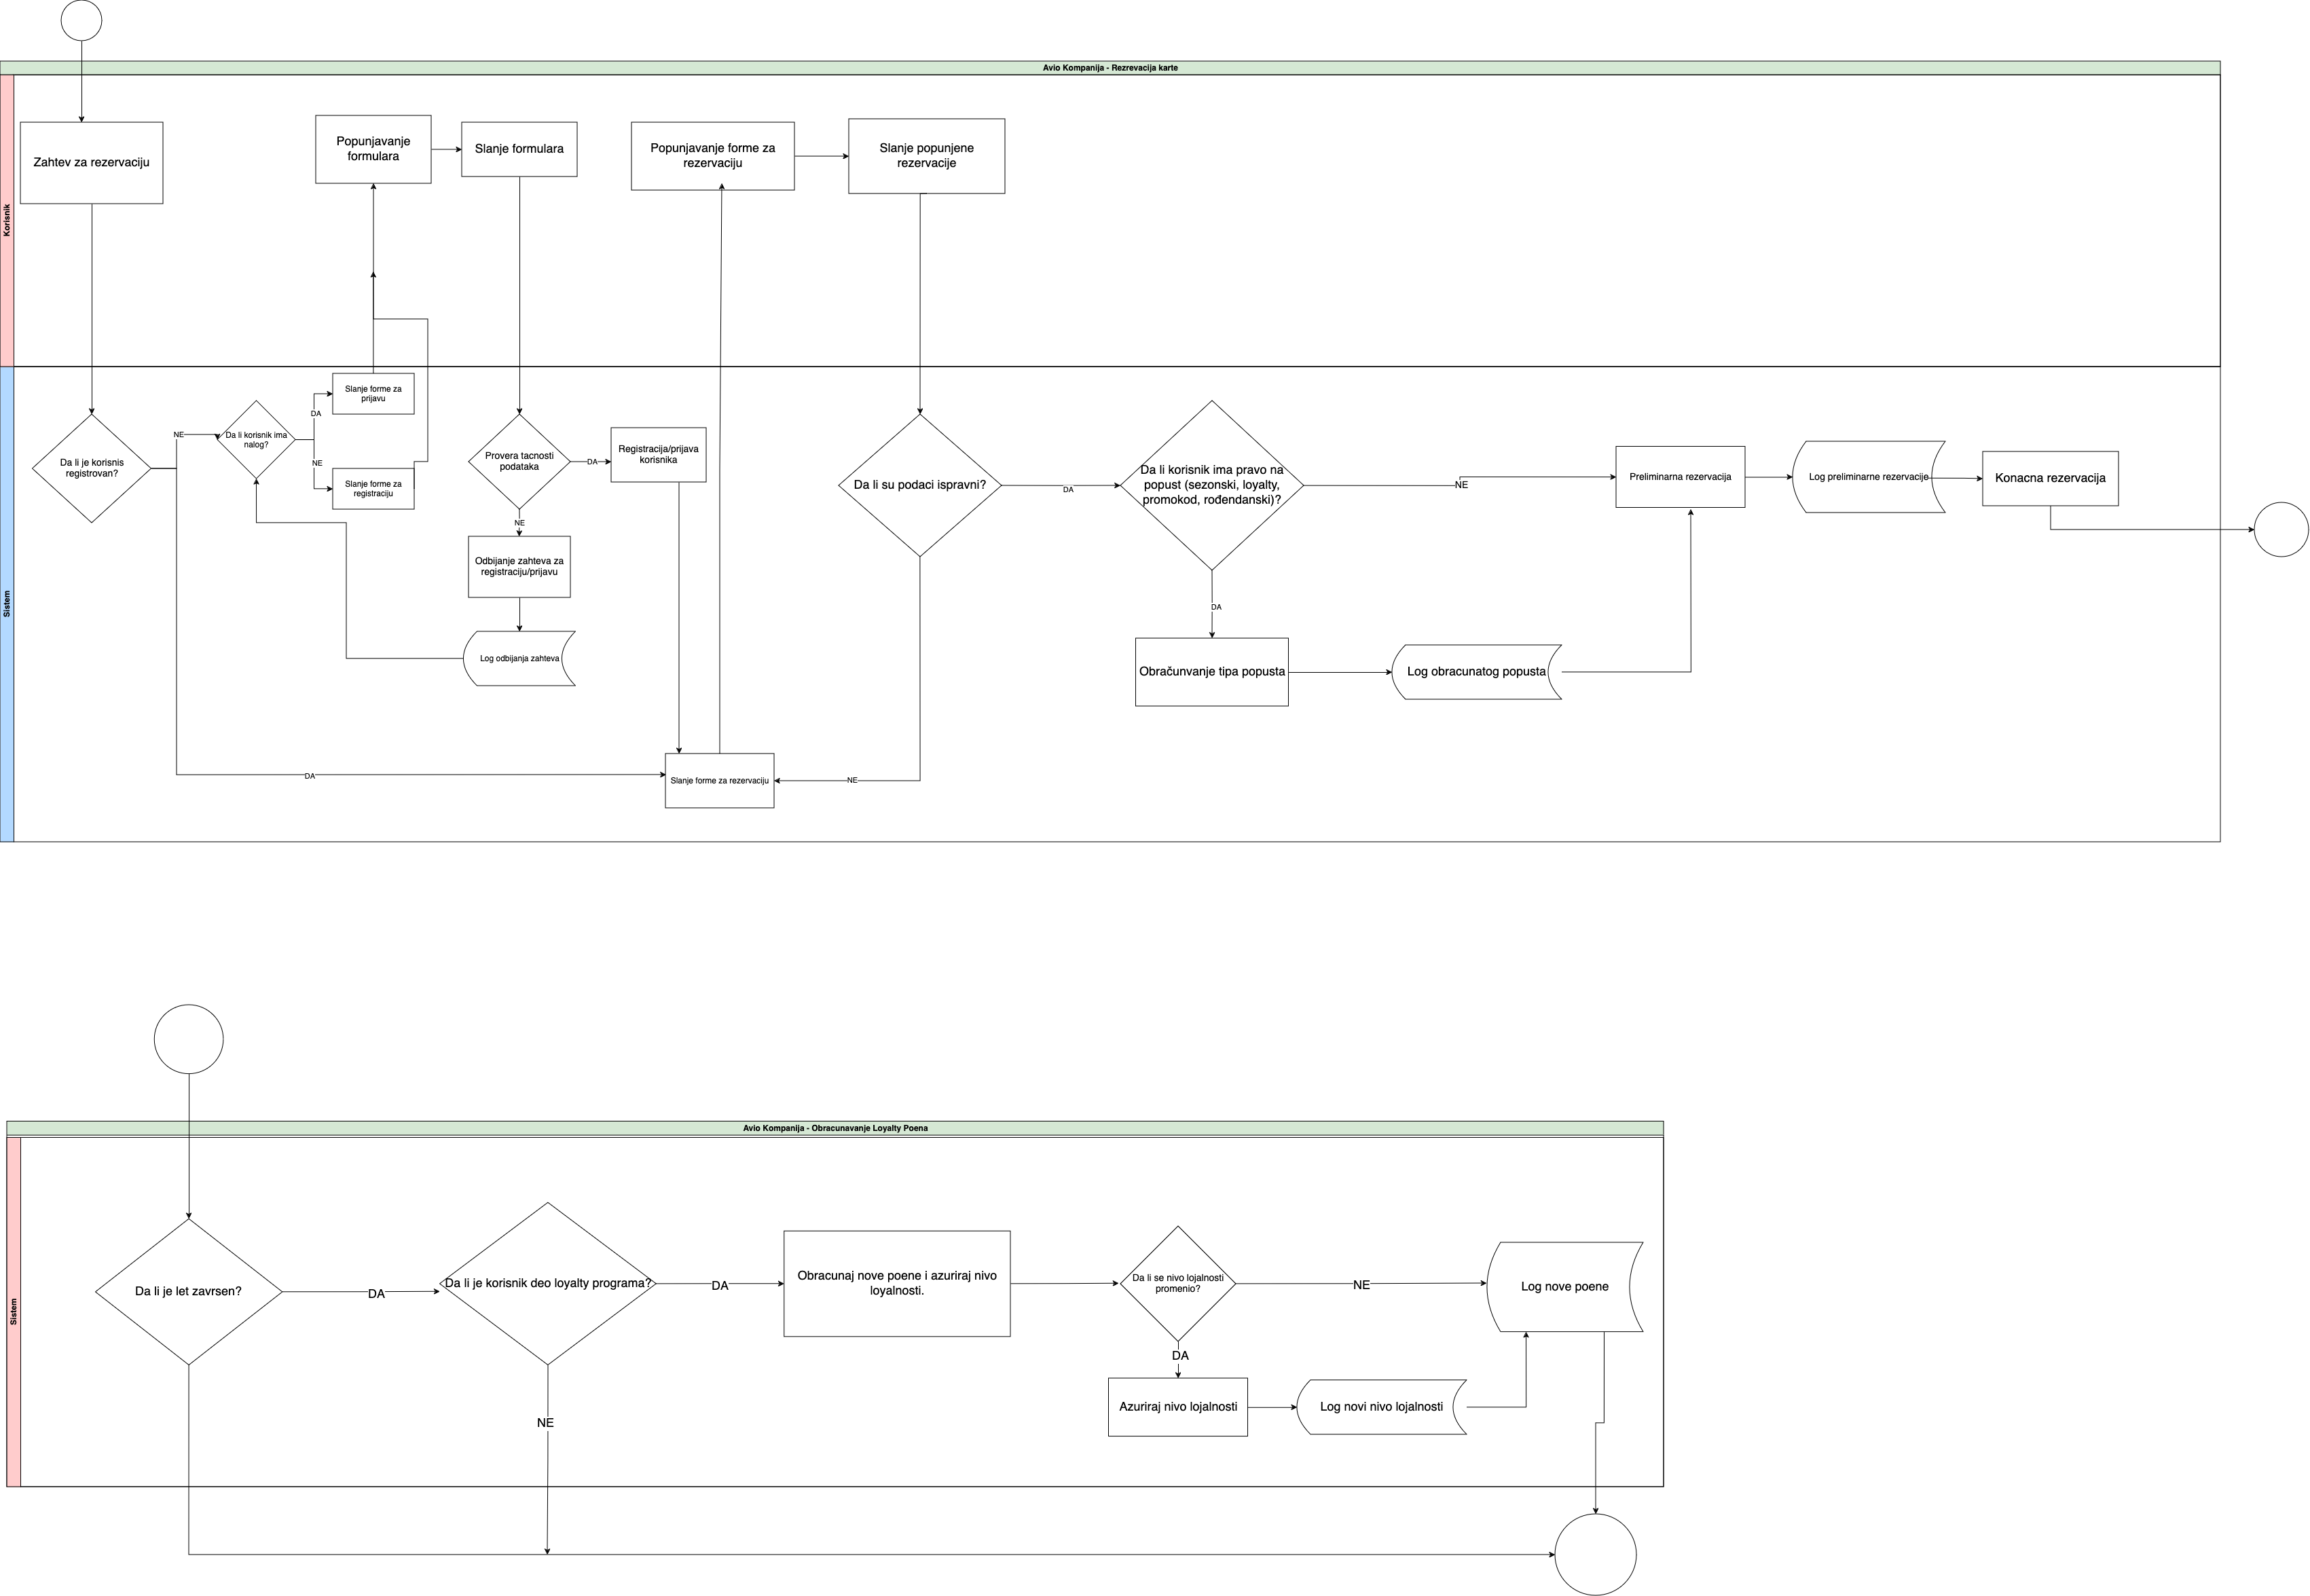 Avio Kompanija - Rezrevacija karte
Korisnik
Zahtev za rezervaciju
Popunjavanje
formulara
Slanje formulara
Popunjavanje forme za
rezervaciju
Slanje popunjene
rezervacije
Sistem
Da li je korisnis
registrovan?
NE
DA
Da li korisnik ima
nalog?
DA
NE
Slanje forme za
prijavu
Slanje forme za
registraciju
Provera tacnosti
podataka
DA
NE
Registracija/prijava
korisnika
Odbijanje zahteva za
registraciju/prijavu
Log odbijanja zahteva
Slanje forme za rezervaciju
Da li su podaci ispravni?
DA
NE
Da li korisnik ima pravo na
popust (sezonski, loyalty,
promokod, rođendanski)?
NE
DA
Obračunvanje tipa popusta
Log obracunatog popusta
Preliminarna rezervacija
Log preliminarne rezervacije
Konacna rezervacija
Avio Kompanija - Obracunavanje Loyalty Poena
Sistem
Da li je let zavrsen?
DA
Da li je korisnik deo loyalty programa?
DA
NE
Obracunaj nove poene i azuriraj nivo
loyalnosti.
Da li se nivo lojalnosti
promenio?
NE
DA
Azuriraj nivo lojalnosti
Log novi nivo lojalnosti
Log nove poene